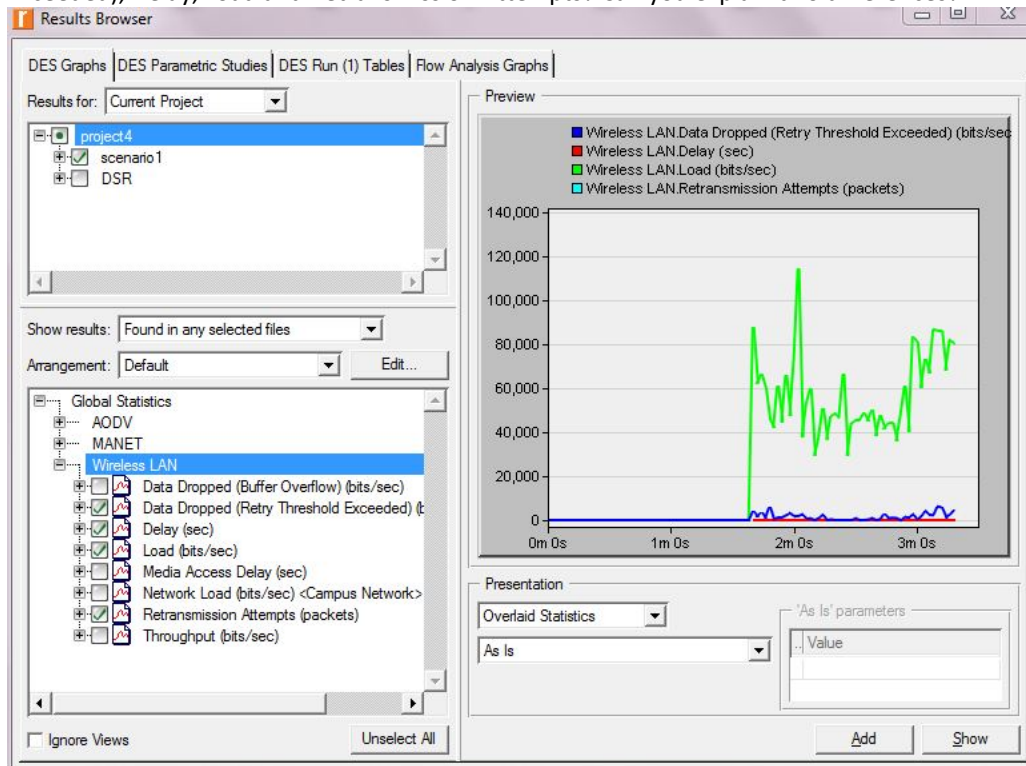 Results Browser
DES Graphs DES Parametric Studies DES Run (1) Tables Flow Analysis Graphs
Results for: Current Project
project4
scenario1
DSR
Show results: Found in any selected files
Arrangement: Default Edit...
Global Statistics
AODV
MANET
Wireless LAN
Data Dropped (Buffer Overflow) (bits/sec)
Data Dropped (Retry Threshold Exceeded) (b
Delay (sec)
Load (bits/sec)
Media Access Delay (sec)
Network Load (bits/sec) <Campus Network>
Retransmission Attempts (packets)
Throughput (bits/sec)
Ignore Views Unselect All
Preview
Wireless LAN.Data Dropped (Retry Threshold Exceeded) (bits/sec
Wireless LAN.Delay (sec)
Wireless LAN.Load (bits/sec)
Wireless LAN.Retransmission Attempts (packets)
140,000
120,000
100,000
80,000
60,000
40,000
20,000
0
0m 0s 1m 0s 2m 0s 3m 0s
Presentation
Overlaid Statistics
As Is
'As Is' parameters
.. Value
Add Show